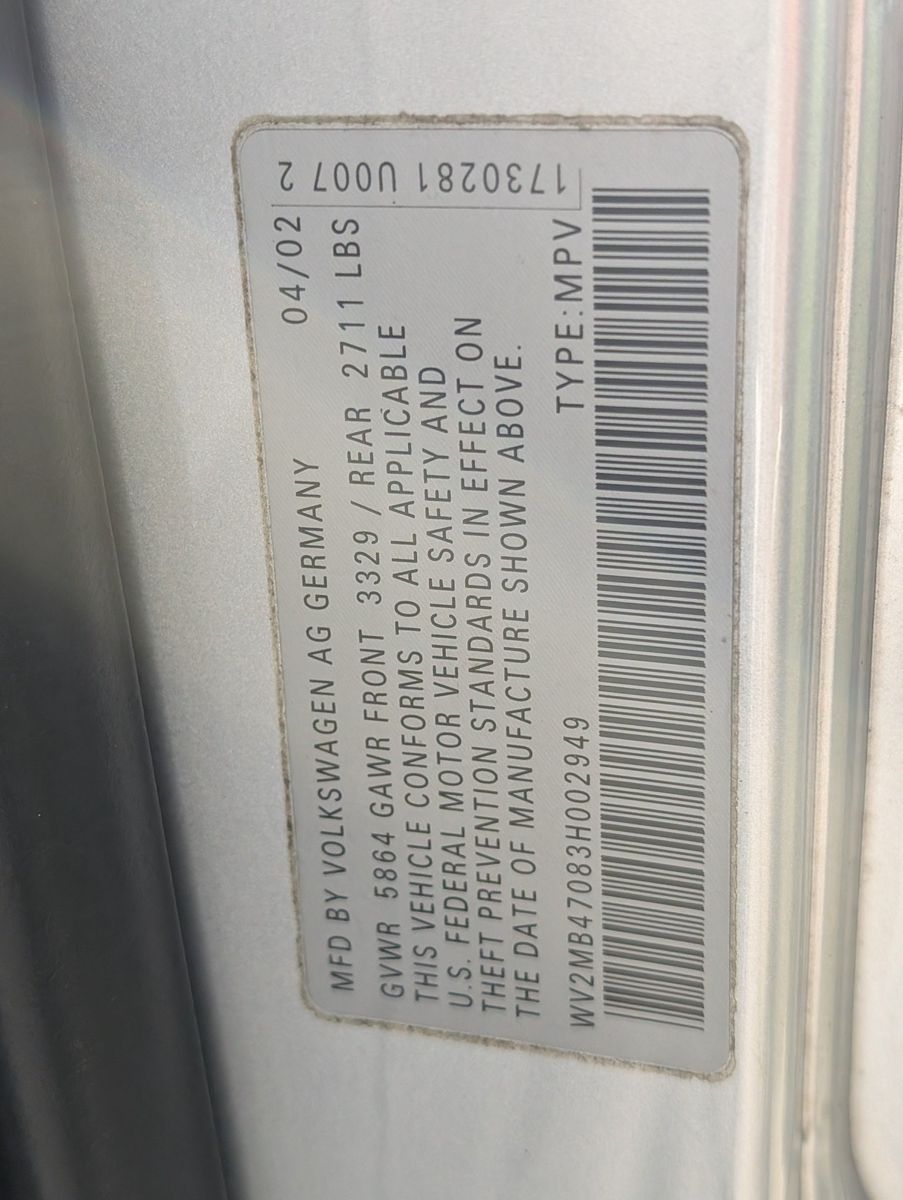 MFD BY VOLKSWAGEN AG GERMANY 04/02
GVWR 5864 GAWR FRONT 3329 / REAR 2711 LBS
THIS VEHICLE CONFORMS TO ALL APPLICABLE
U.S. FEDERAL MOTOR VEHICLE SAFETY AND
THEFT PREVENTION STANDARDS IN EFFECT ON
THE DATE OF MANUFACTURE SHOWN ABOVE.
WV2MB47083H002949 TYPE:MPV
1730281 U007 2